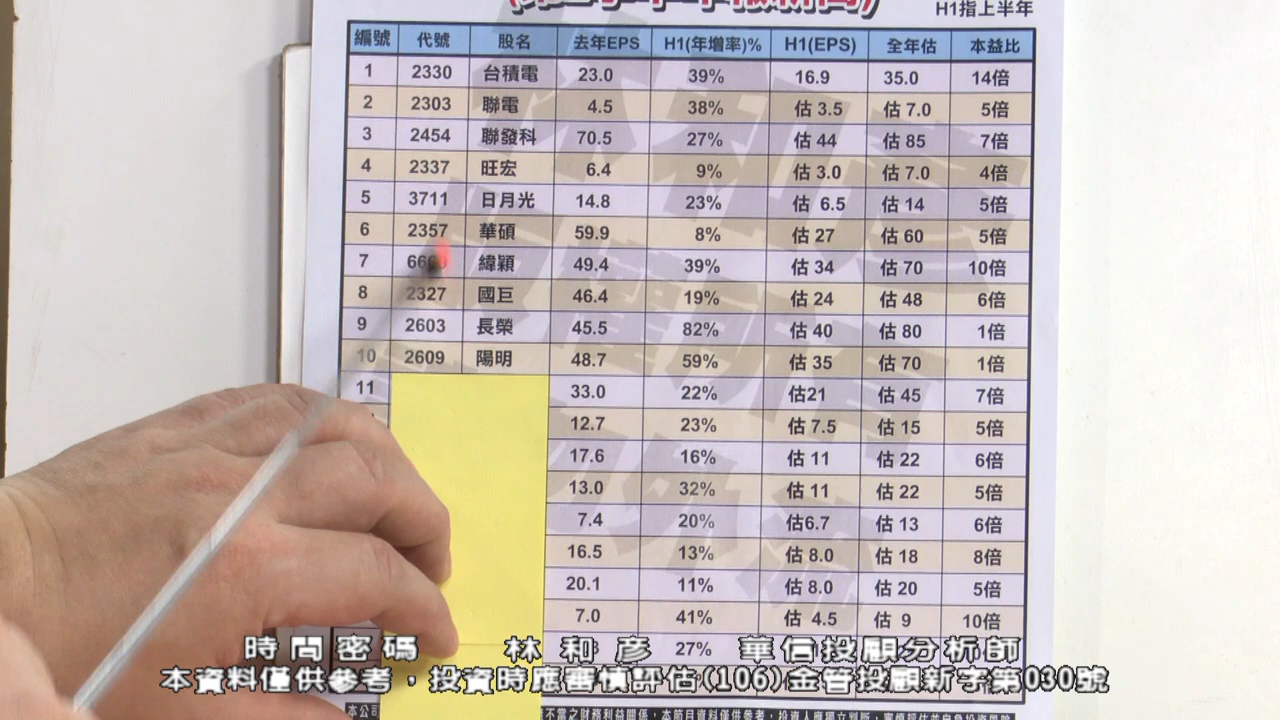 H1指上半年
編號 代號 股名 去年EPS H1(年增率)% H1(EPS) 全年估 本益比
1 2330 台積電 23.0 39% 16.9 35.0 14倍
2 2303 聯電 4.5 38% 估 3.5 估 7.0 5倍
3 2454 聯發科 70.5 27% 估 44 估 85 7倍
4 2337 旺宏 6.4 9% 估 3.0 估 7.0 4倍
5 3711 日月光 14.8 23% 估 6.5 估 14 5倍
6 2357 華碩 59.9 8% 估 27 估 60 5倍
7 緯穎 49.4 39% 估 34 估 70 10倍
8 2327 國巨 46.4 19% 估 24 估 48 6倍
9 2603 長榮 45.5 82% 估 40 估 80 1倍
10 2609 陽明 48.7 59% 估 35 估 70 1倍
11 33.0 22% 估21 估 45 7倍
12.7 23% 估 7.5 估 15 5倍
17.6 16% 估 11 估 22 6倍
13.0 32% 估 11 估 22 5倍
7.4 20% 估6.7 估 13 6倍
16.5 13% 估 8.0 估 18 8倍
20.1 11% 估 8.0 估 20 5倍
7.0 41% 估 4.5 估 9 10倍
27%
時間密碼 林和彥 華信投顧分析師
本資料僅供參考，投資時應審慎評估(106)金管投顧新字第030號
本公司